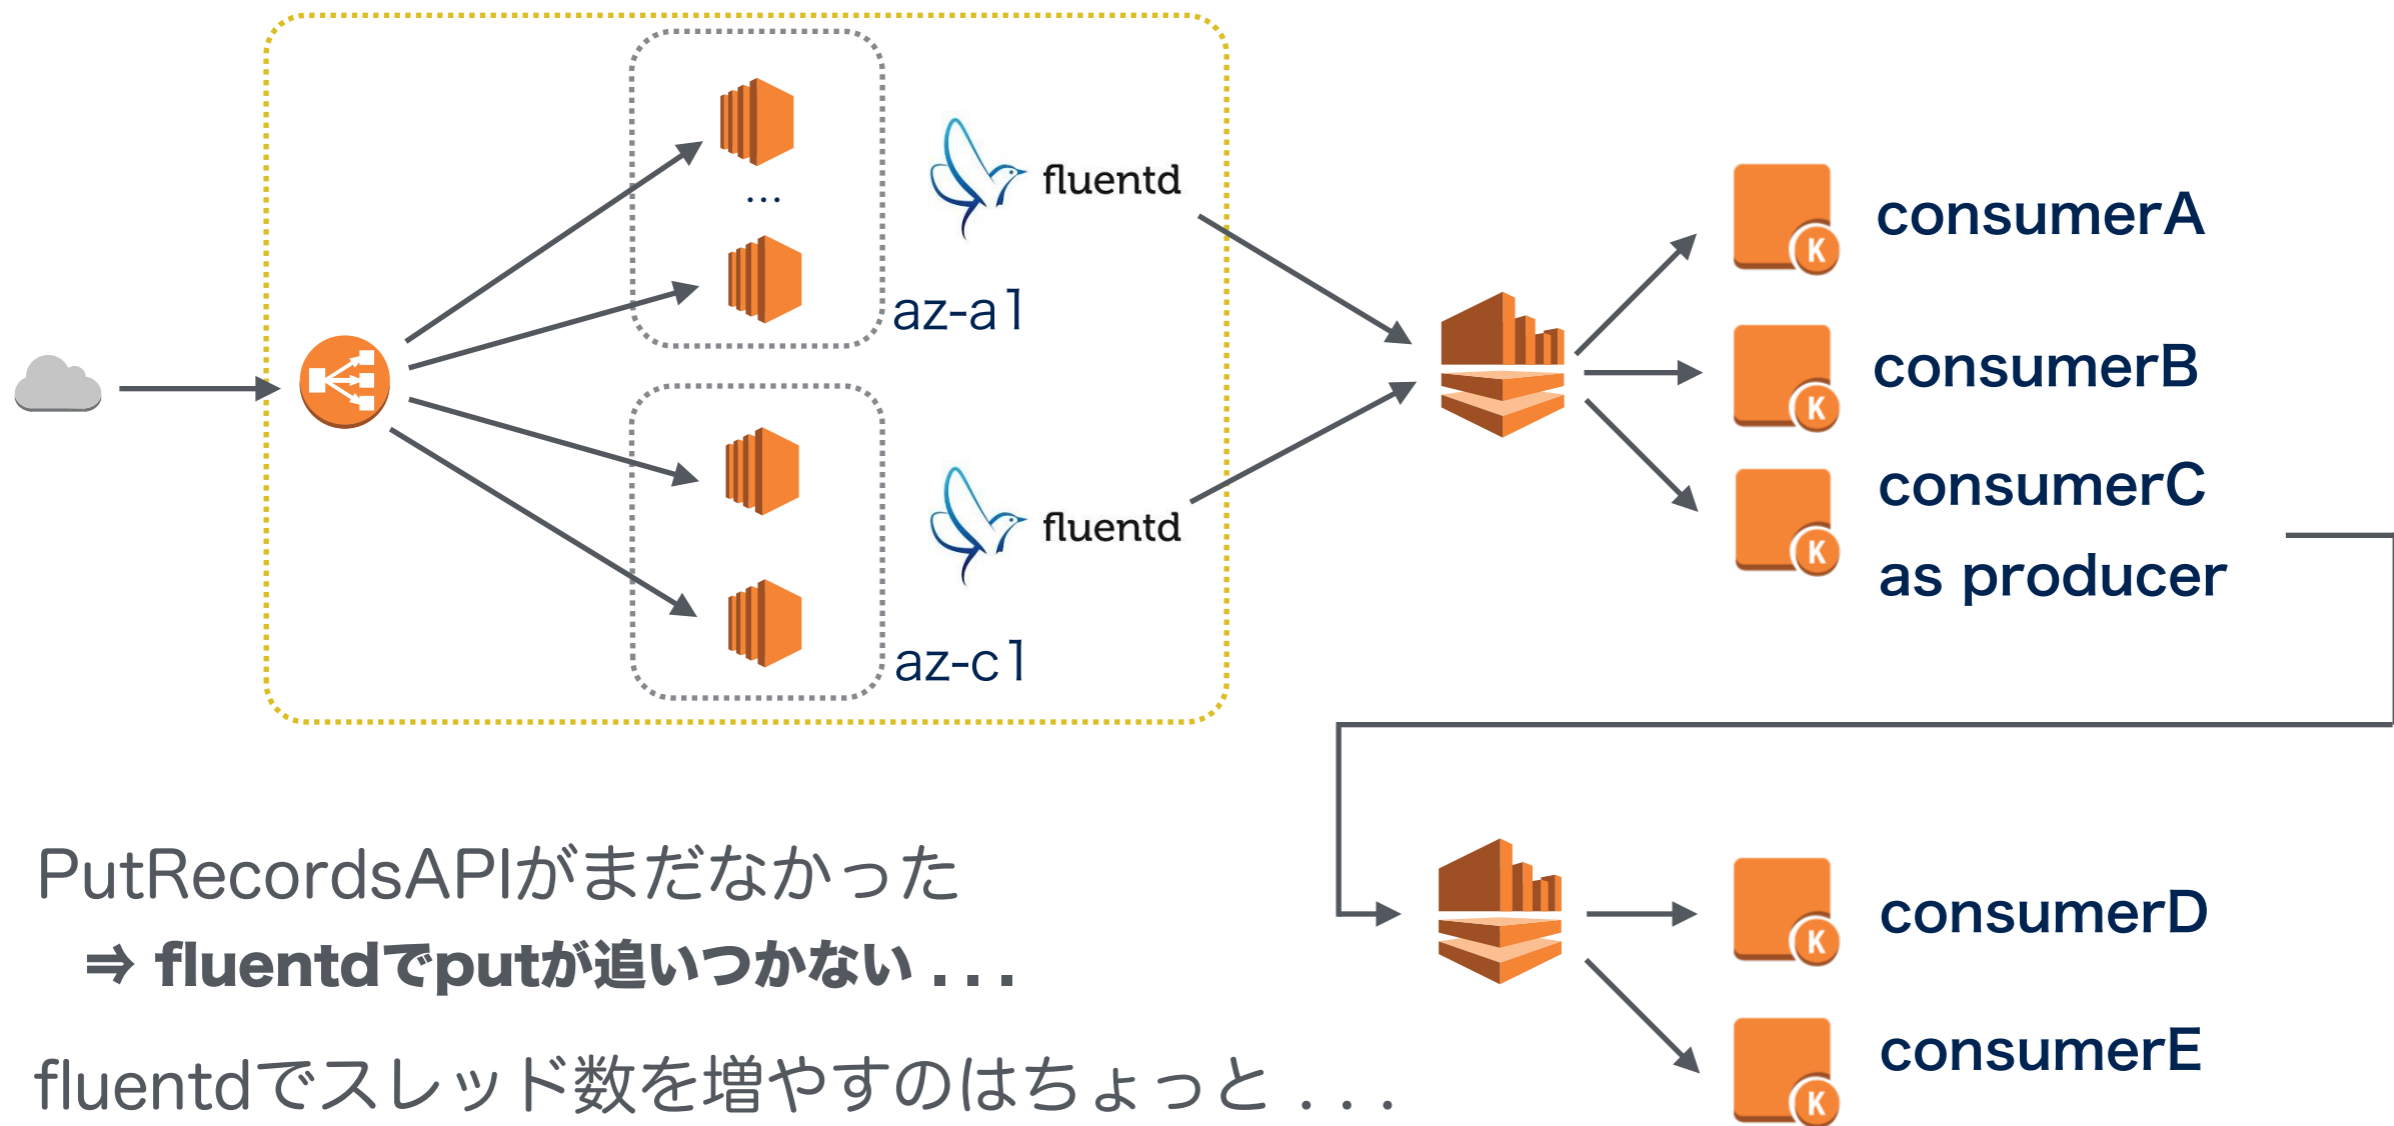 ...
fluentd
az-a1
fluentd
az-c1
consumerA
consumerB
consumerC
as producer
K
K
K
PutRecordsAPIがまだなかった
⇒ fluentdでputが追いつかない . . .
fluentdでスレッド数を増やすのはちょっと . . .
consumerD
consumerE
K
K